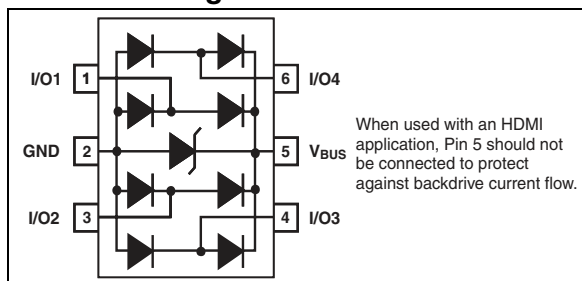 I/O1 1
6 I/O4
GND 2
5 VBUS
When used with an HDMI
application, Pin 5 should not
be connected to protect
against backdrive current flow.
I/O2 3
4 I/O3